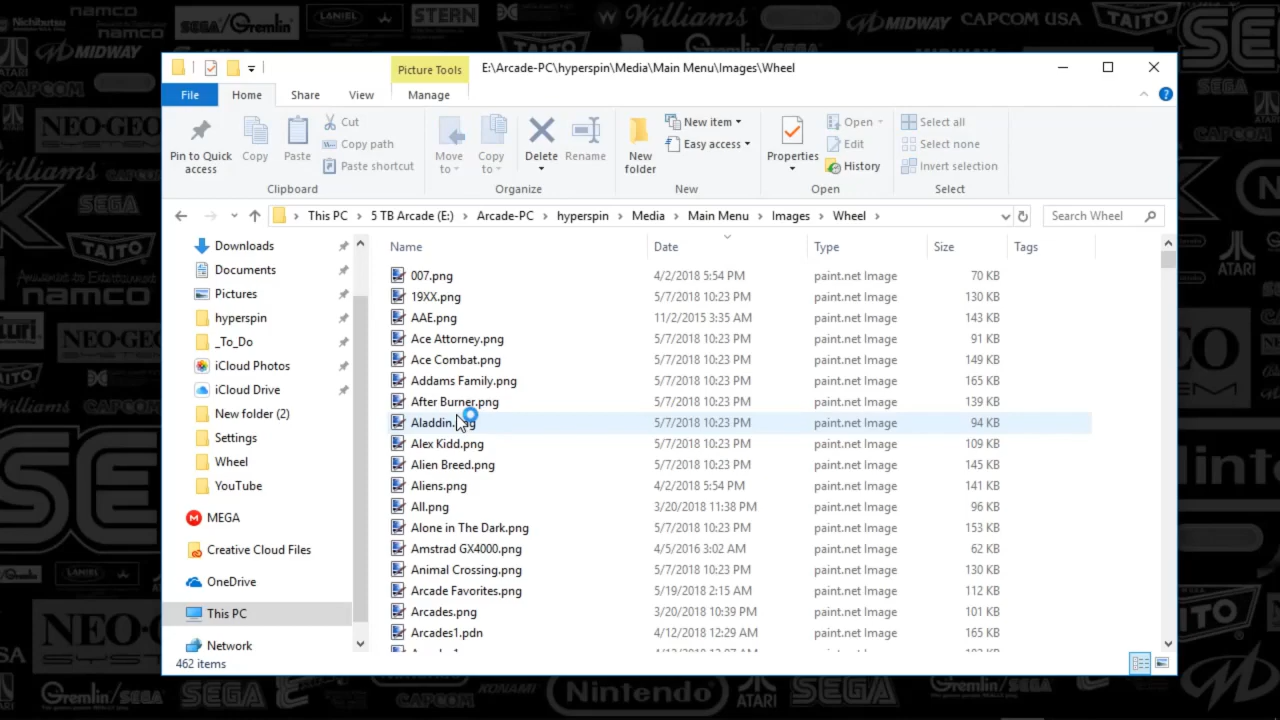 Picture Tools
E:\Arcade-PC\hyperspin\Media\Main Menu\Images\Wheel
File Home Share View Manage
Pin to Quick access
Copy
Paste
Cut
Copy path
Paste shortcut
Clipboard
Move to
Copy to
Delete
Rename
Organize
New folder
New item
Easy access
New
Properties
Open
Edit
History
Open
Select all
Select none
Invert selection
Select
This PC > 5 TB Arcade (E:) > Arcade-PC > hyperspin > Media > Main Menu > Images > Wheel >
Search Wheel
Downloads
Documents
Pictures
hyperspin
_To_Do
iCloud Photos
iCloud Drive
New folder (2)
Settings
Wheel
YouTube
MEGA
Creative Cloud Files
OneDrive
This PC
Network
Name Date Type Size Tags
007.png 4/2/2018 5:54 PM paint.net Image 70 KB
19XX.png 5/7/2018 10:23 PM paint.net Image 130 KB
AAE.png 11/2/2015 3:35 AM paint.net Image 143 KB
Ace Attorney.png 5/7/2018 10:23 PM paint.net Image 91 KB
Ace Combat.png 5/7/2018 10:23 PM paint.net Image 149 KB
Addams Family.png 5/7/2018 10:23 PM paint.net Image 165 KB
After Burner.png 5/7/2018 10:23 PM paint.net Image 139 KB
Aladdin.png 5/7/2018 10:23 PM paint.net Image 94 KB
Alex Kidd.png 5/7/2018 10:23 PM paint.net Image 109 KB
Alien Breed.png 5/7/2018 10:23 PM paint.net Image 145 KB
Aliens.png 4/2/2018 5:54 PM paint.net Image 141 KB
All.png 3/20/2018 11:38 PM paint.net Image 96 KB
Alone in The Dark.png 5/7/2018 10:23 PM paint.net Image 153 KB
Amstrad GX4000.png 4/5/2016 3:02 AM paint.net Image 62 KB
Animal Crossing.png 5/7/2018 10:23 PM paint.net Image 130 KB
Arcade Favorites.png 5/19/2018 2:15 AM paint.net Image 112 KB
Arcades.png 3/20/2018 10:39 PM paint.net Image 101 KB
Arcades1.pdn 4/12/2018 12:29 AM paint.net Image 165 KB
462 items
Nichibutsu
namco
SEGA/Gremlin
LANIEL
STERN
Williams
MIDWAY
CAPCOM USA
TAITO
ATARI
NEO-GEO
SEGA
CAPCOM
KONAMI
Nintendo